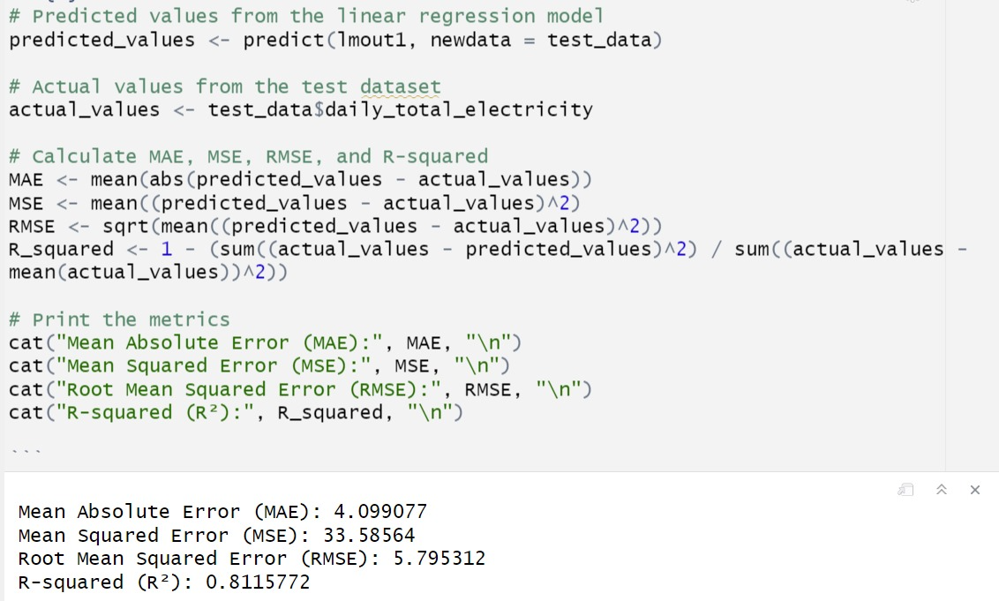 # Predicted values from the linear regression model
predicted_values <- predict(lmout1, newdata = test_data)
# Actual values from the test dataset
actual_values <- test_data$daily_total_electricity
# Calculate MAE, MSE, RMSE, and R-squared
MAE <- mean(abs(predicted_values - actual_values))
MSE <- mean((predicted_values - actual_values)^2)
RMSE <- sqrt(mean((predicted_values - actual_values)^2))
R_squared <- 1 - (sum((actual_values - predicted_values)^2) / sum((actual_values -
mean(actual_values))^2))
# Print the metrics
cat("Mean Absolute Error (MAE):", MAE, "\n")
cat("Mean Squared Error (MSE):", MSE, "\n")
cat("Root Mean Squared Error (RMSE):", RMSE, "\n")
cat("R-squared (R²):", R_squared, "\n")
```
Mean Absolute Error (MAE): 4.099077
Mean Squared Error (MSE): 33.58564
Root Mean Squared Error (RMSE): 5.795312
R-squared (R²): 0.8115772